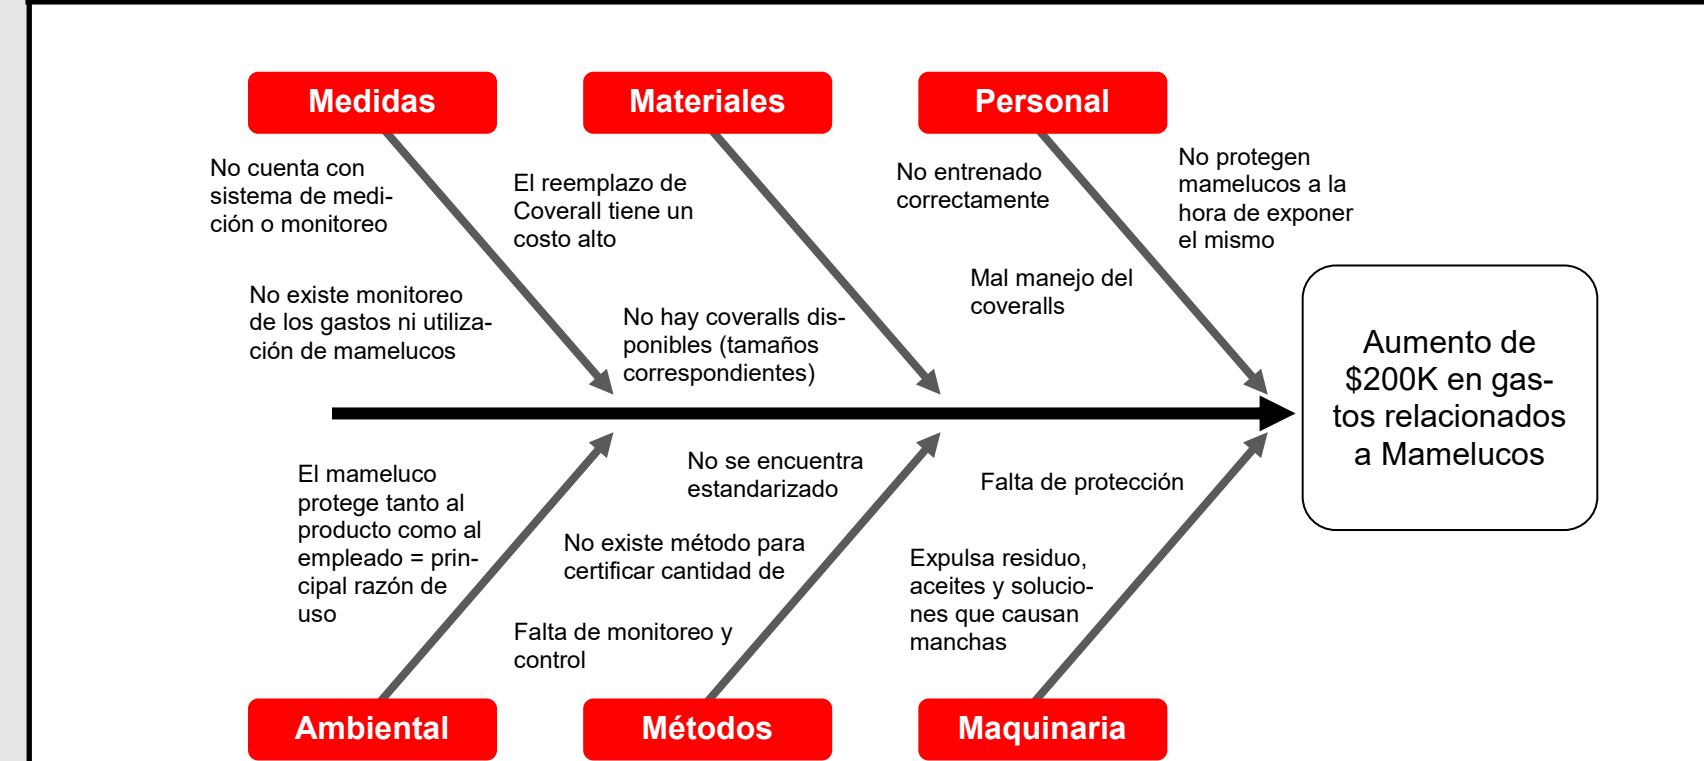 Medidas
Materiales
Personal
No cuenta con
sistema de medi-
ción o monitoreo
No existe monitoreo
de los gastos ni utiliza-
ción de mamelucos
El reemplazo de
Coverall tiene un
costo alto
No hay coveralls dis-
ponibles (tamaños
correspondientes)
No entrenado
correctamente
Mal manejo del
coveralls
No protegen
mamelucos a la
hora de exponer
el mismo
Aumento de
$200K en gas-
tos relacionados
a Mamelucos
El mameluco
protege tanto al
producto como al
empleado = prin-
cipal razón de
uso
No se encuentra
estandarizado
No existe método para
certificar cantidad de
Falta de monitoreo y
control
Falta de protección
Expulsa residuo,
aceites y solucio-
nes que causan
manchas
Ambiental
Métodos
Maquinaria